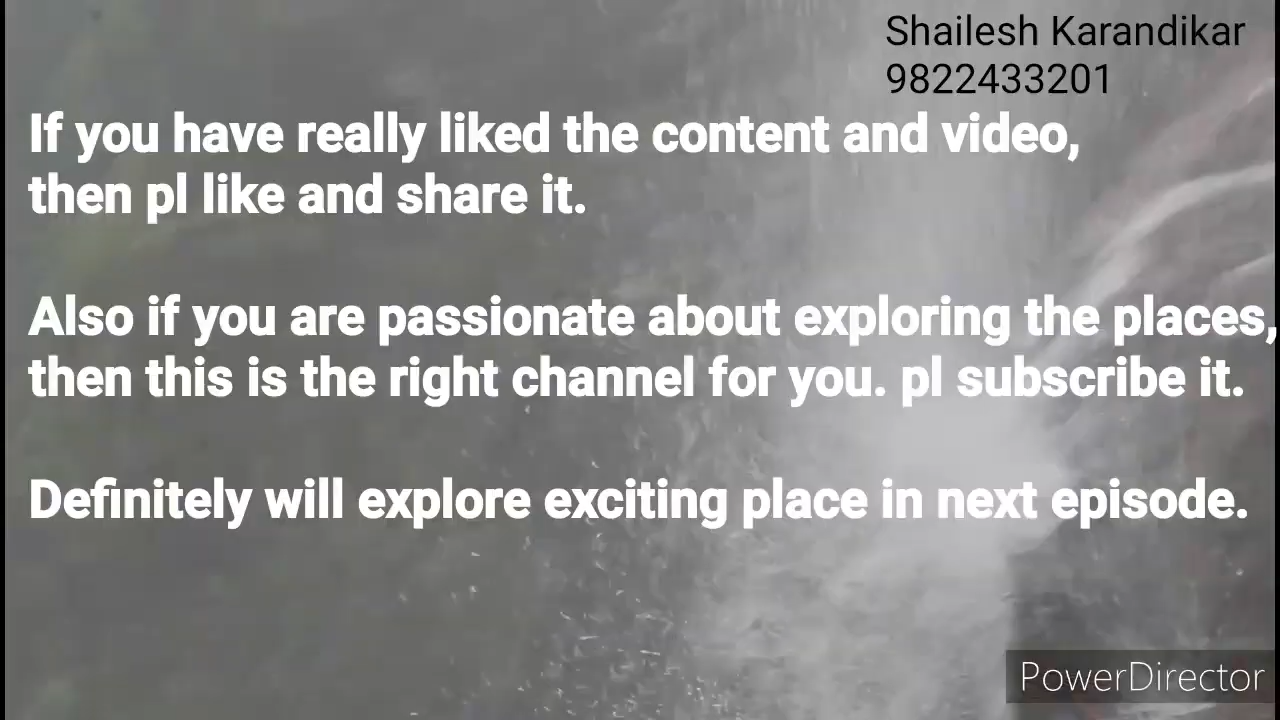 Shailesh Karandikar
9822433201
If you have really liked the content and video,
then pl like and share it.
Also if you are passionate about exploring the places,
then this is the right channel for you. pl subscribe it.
Definitely will explore exciting place in next episode.
PowerDirector